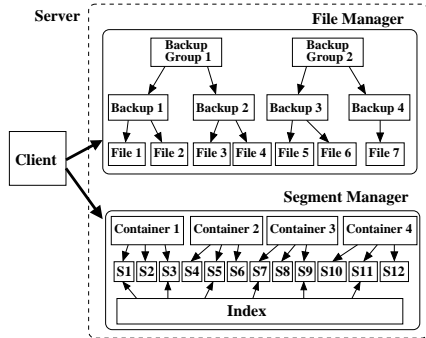 Server
File Manager
Backup Group 1
Backup Group 2
Backup 1
Backup 2
Backup 3
Backup 4
File 1
File 2
File 3
File 4
File 5
File 6
File 7
Client
Segment Manager
Container 1
Container 2
Container 3
Container 4
S1
S2
S3
S4
S5
S6
S7
S8
S9
S10
S11
S12
Index